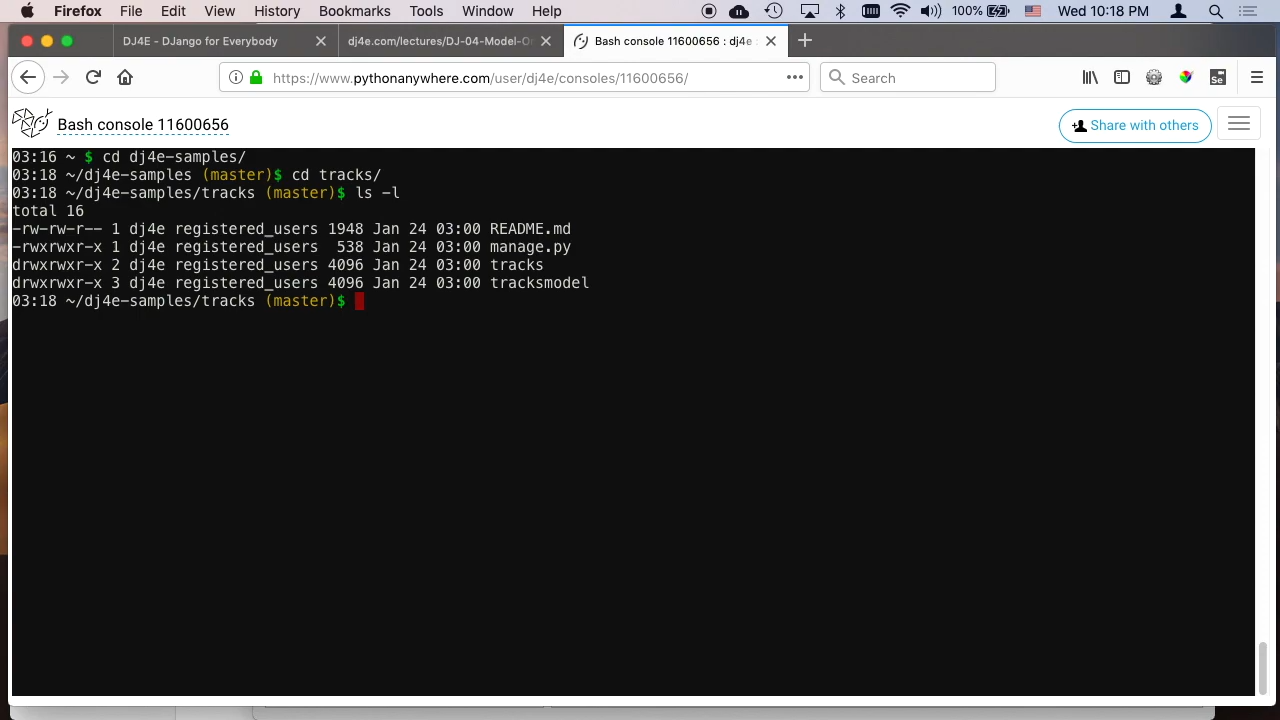 Firefox File Edit View History Bookmarks Tools Window Help 100% Wed 10:18 PM
DJ4E - DJango for Everybody dj4e.com/lectures/DJ-04-Model-O Bash console 11600656 : dj4e :
https://www.pythonanywhere.com/user/dj4e/consoles/11600656/ Search Se
Bash console 11600656 Share with others
03:16 ~ $ cd dj4e-samples/
03:18 ~/dj4e-samples (master)$ cd tracks/
03:18 ~/dj4e-samples/tracks (master)$ ls -l
total 16
-rw-rw-r-- 1 dj4e registered_users 1948 Jan 24 03:00 README.md
-rwxrwxr-x 1 dj4e registered_users  538 Jan 24 03:00 manage.py
drwxrwxr-x 2 dj4e registered_users 4096 Jan 24 03:00 tracks
drwxrwxr-x 3 dj4e registered_users 4096 Jan 24 03:00 tracksmodel
03:18 ~/dj4e-samples/tracks (master)$